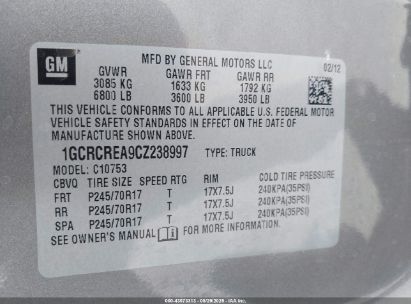 GM
MFD BY GENERAL MOTORS LLC
02/12
GVWR GAWR FRT GAWR RR
3085 KG 1633 KG 1792 KG
6800 LB 3600 LB 3950 LB
THIS VEHICLE CONFORMS TO ALL APPLICABLE U.S. FEDERAL MOTOR
VEHICLE SAFETY STANDARDS IN EFFECT ON THE DATE OF
MANUFACTURE SHOWN ABOVE.
1GCRCREA9CZ238997 TYPE: TRUCK
MODEL: C10753
CBVQ TIRE SIZE SPEED RTG RIM COLD TIRE PRESSURE
FRT P245/70R17 T 17X7.5J 240KPA(35PSI)
RR P245/70R17 T 17X7.5J 240KPA(35PSI)
SPA P245/70R17 T 17X7.5J 240KPA(35PSI)
SEE OWNER'S MANUAL FOR MORE INFORMATION.